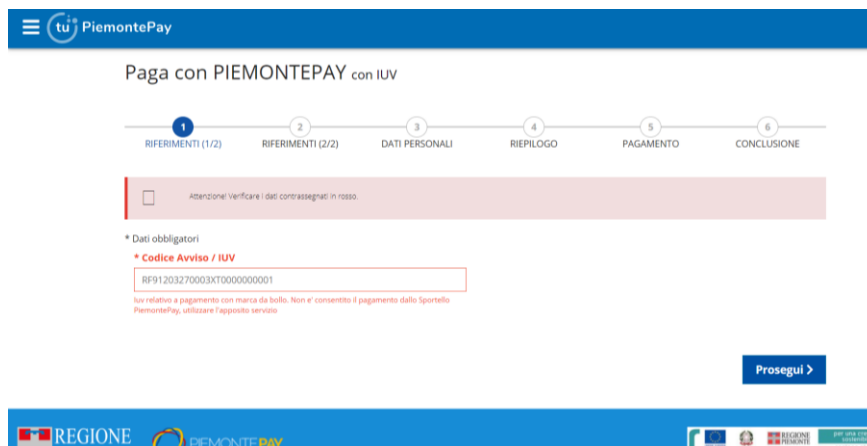 tu PiemontePay
Paga con PIEMONTEPAY con IUV
1 2 3 4 5 6
RIFERIMENTI (1/2) RIFERIMENTI (2/2) DATI PERSONALI RIEPILOGO PAGAMENTO CONCLUSIONE
Attenzione! Verificare i dati contrassegnati in rosso.
* Dati obbligatori
* Codice Avviso / IUV
RF91203270003XT0000000001
Iuv relativo a pagamento con marca da bollo. Non e' consentito il pagamento dallo Sportello
PiemontePay, utilizzare l'apposito servizio
Prosegui >
REGIONE PIEMONTEPAY REGIONE
PIEMONTE per una